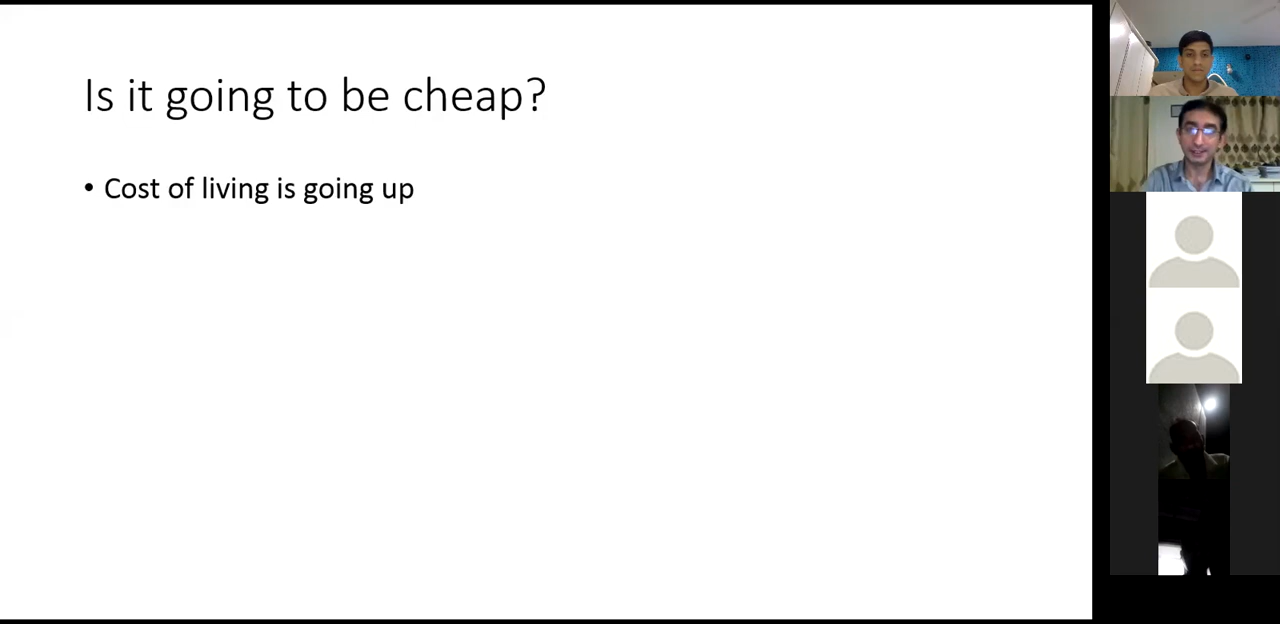 Is it going to be cheap?
• Cost of living is going up